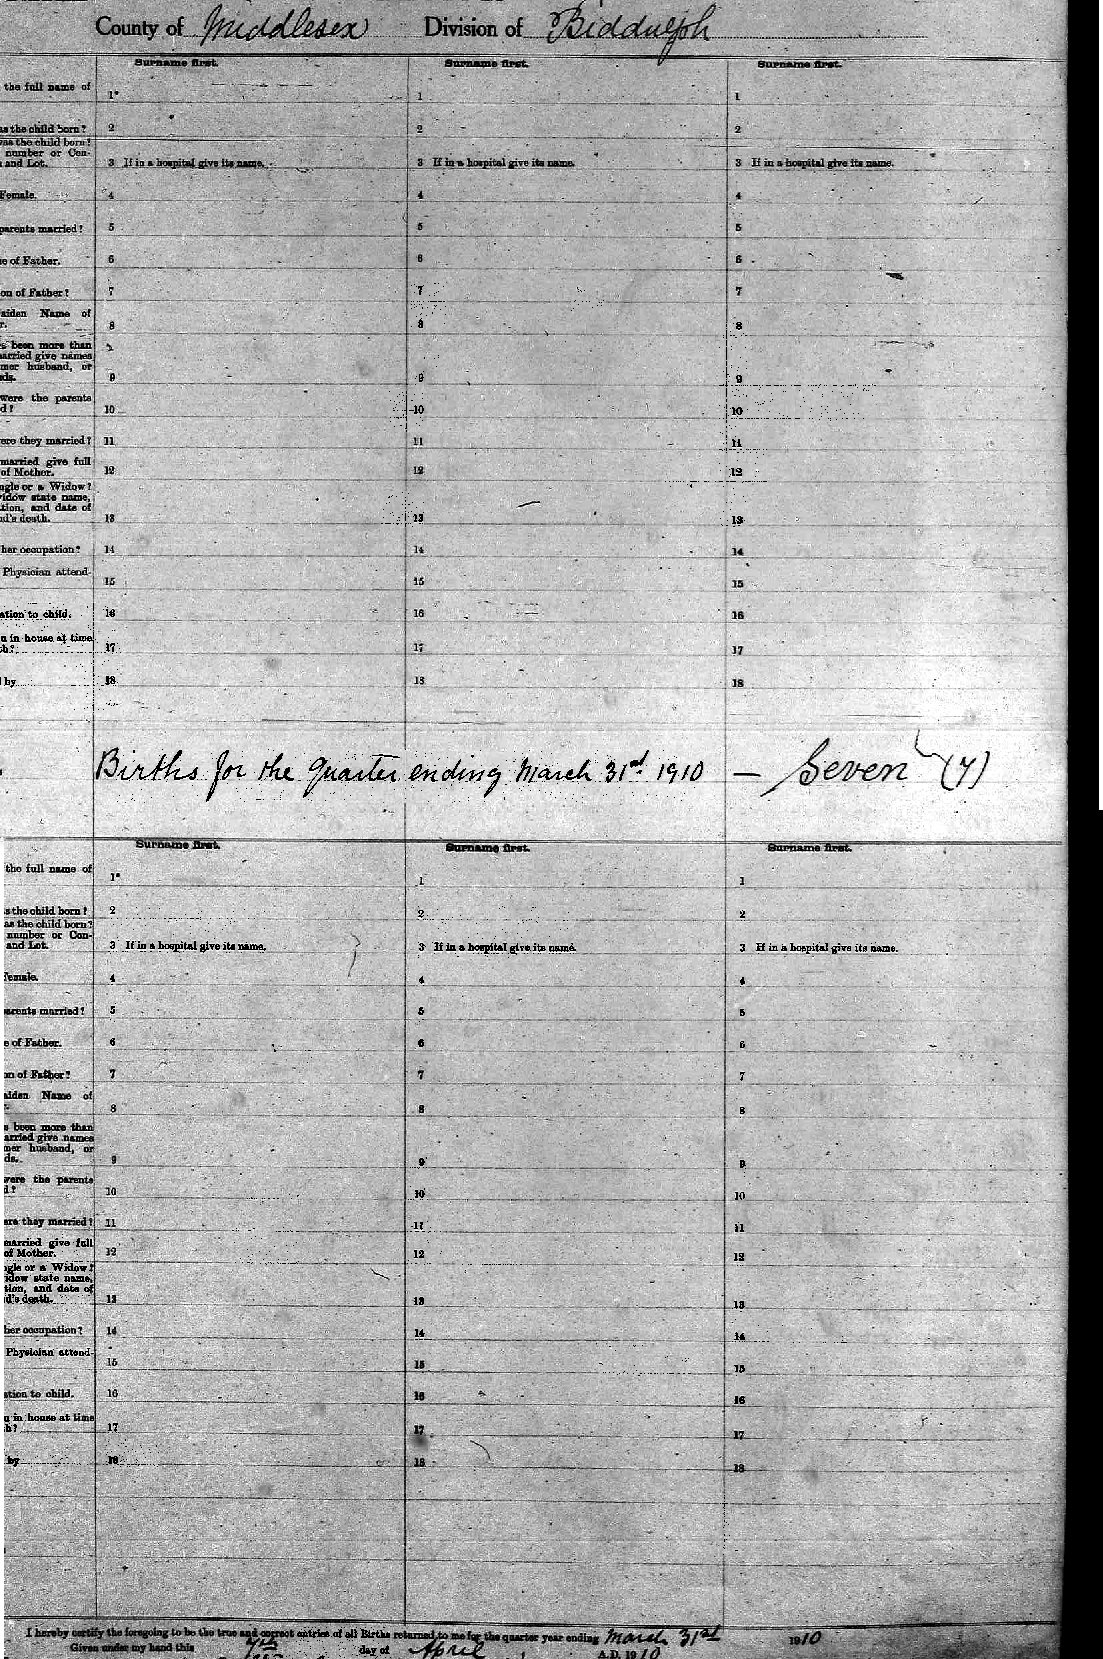 County of Middlesex Division of Biddulph
Surname first. Surname first. Surname first.
the full name of
1 1 1
as the child born? 2 2 2
was the child born?
number or Con-
and Lot. 3 If in a hospital give its name. 3 If in a hospital give its name. 3 If in a hospital give its name.
Female. 4 4 4
parents married? 5 5 5
e of Father. 6 6 6
on of Father? 7 7 7
aiden Name of
r. 8 8 8
s been more than
married give names
mer husband, or
ds. 9 9 9
were the parents
d? 10 10 10
ere they married? 11 11 11
married give full
of Mother. 12 12 12
ngle or a Widow?
vidow state name,
tion, and date of
nd's death. 13 13 13
her occupation? 14 14 14
Physician attend-
15 15 15
ation to child. 16 16 16
n in house at time
h? 17 17 17
by 18 18 18
Births for the quarter ending March 31st 1910 — Seven (7)
Surname first. Surname first. Surname first.
the full name of
1 1 1
s the child born? 2 2 2
as the child born?
number or Con-
and Lot. 3 If in a hospital give its name. 3 If in a hospital give its name. 3 If in a hospital give its name.
Female. 4 4 4
arents married? 5 5 5
e of Father. 6 6 6
on of Father? 7 7 7
aiden Name of
r. 8 8 8
s been more than
arried give names
mer husband, or
ds. 9 9 9
were the parents
d? 10 10 10
ere they married? 11 11 11
married give full
of Mother. 12 12 12
ngle or a Widow?
idow state name,
tion, and date of
d's death. 13 13 13
her occupation? 14 14 14
Physician attend-
15 15 15
ation to child. 16 16 16
n in house at time
h? 17 17 17
by 18 18 18
I hereby certify the foregoing to be the true and correct entries of all Births returned to me for the quarter year ending March 31st 1910
Given under my hand this 7th day of April A.D. 1910